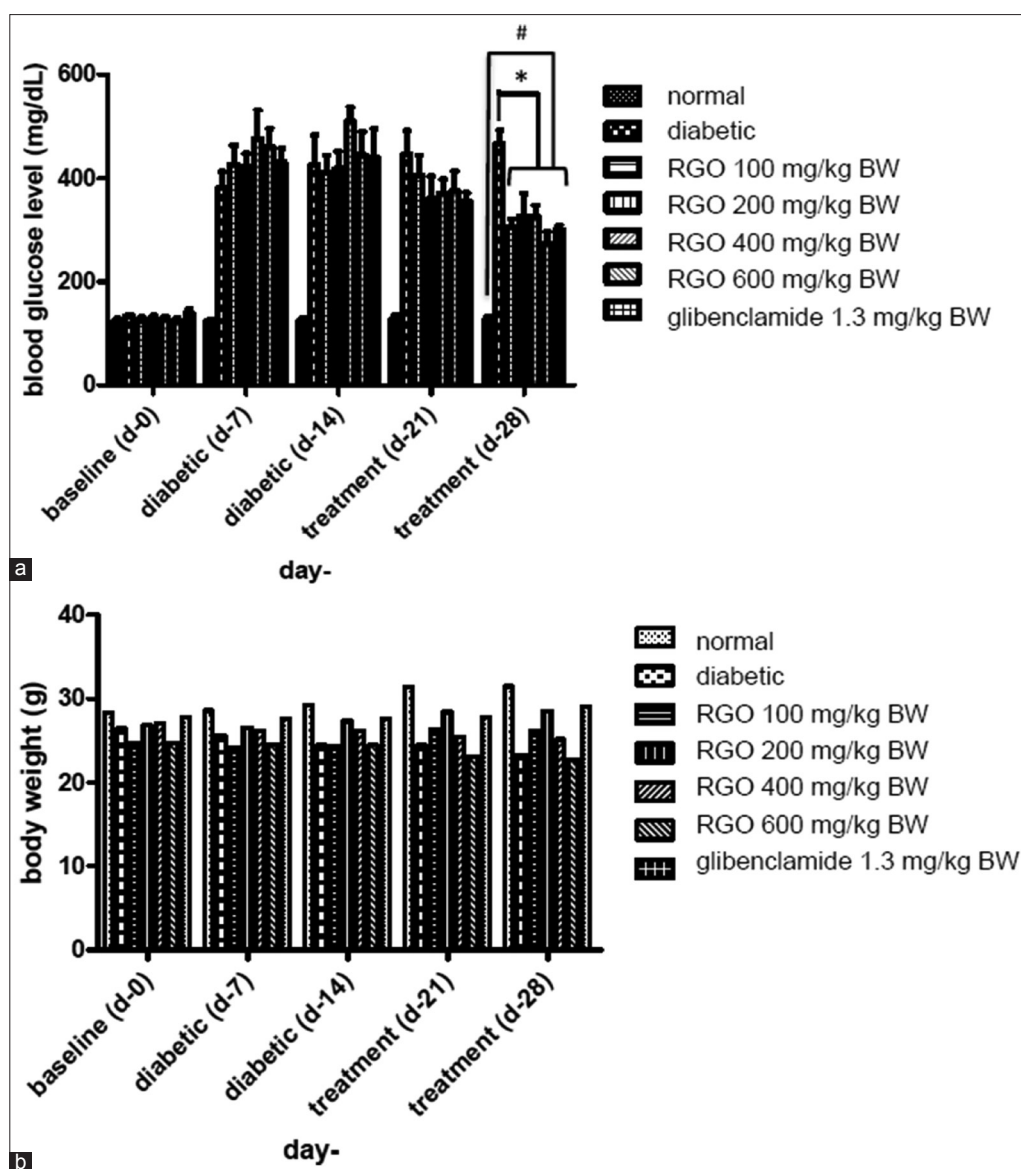 #
*
600
400
200
0
blood glucose level (mg/dL)
normal
diabetic
RGO 100 mg/kg BW
RGO 200 mg/kg BW
RGO 400 mg/kg BW
RGO 600 mg/kg BW
glibenclamide 1.3 mg/kg BW
baseline (d-0)
diabetic (d-7)
diabetic (d-14)
treatment (d-21)
treatment (d-28)
day-
a
40
30
20
10
0
body weight (g)
normal
diabetic
RGO 100 mg/kg BW
RGO 200 mg/kg BW
RGO 400 mg/kg BW
RGO 600 mg/kg BW
glibenclamide 1.3 mg/kg BW
baseline (d-0)
diabetic (d-7)
diabetic (d-14)
treatment (d-21)
treatment (d-28)
day-
b